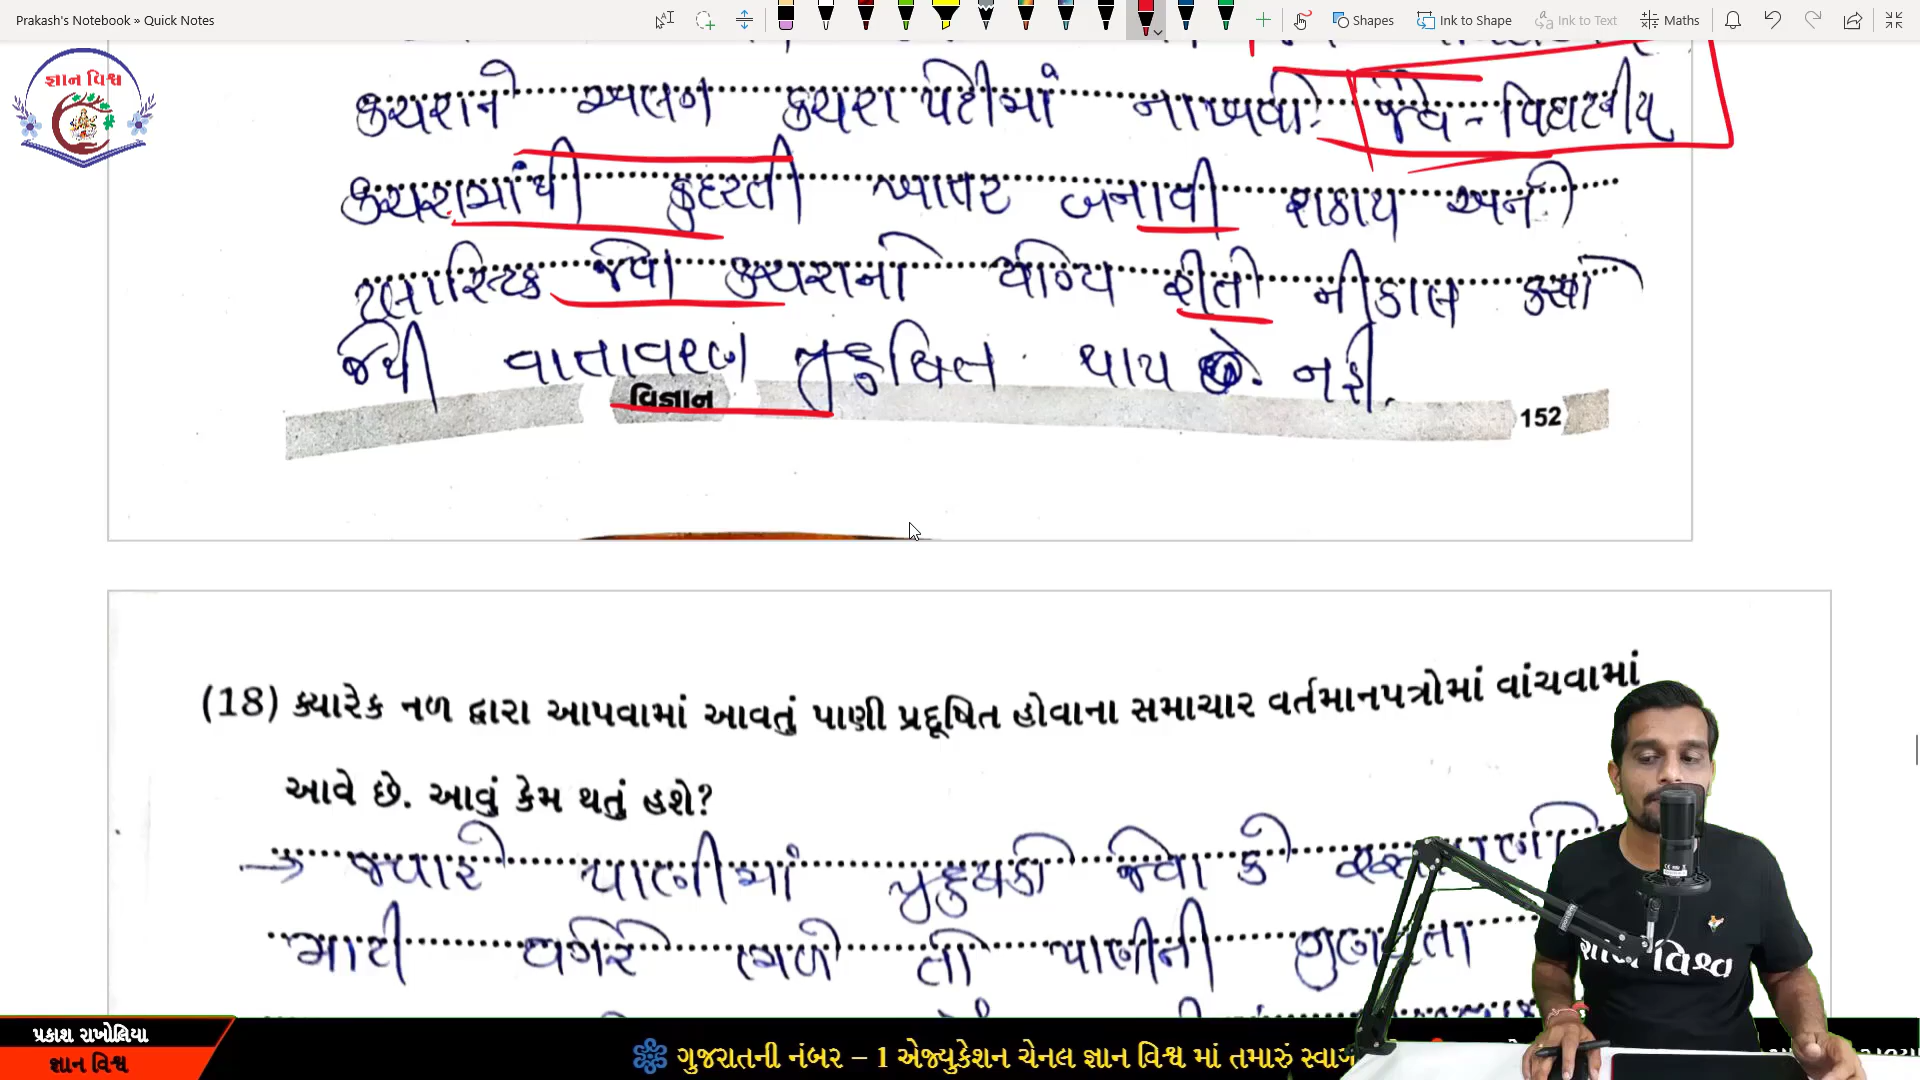 Prakash's Notebook » Quick Notes
Shapes Ink to Shape Ink to Text Maths
જ્ઞાન વિશ્વ
કચરાને અલગ કચરા પેટીમાં નાખવો. જૈવ-વિઘટનીય
કચરામાંથી કુદરતી ખાતર બનાવી શકાય અને
પ્લાસ્ટિક જેવા કચરાનો યોગ્ય રીતે નીકાલ કરવો
જેથી વાતાવરણ પ્રદુષિત થાય નહી.
વિજ્ઞાન 152
(18) ક્યારેક નળ દ્વારા આપવામાં આવતું પાણી પ્રદૂષિત હોવાના સમાચાર વર્તમાનપત્રોમાં વાંચવામાં
આવે છે. આવું કેમ થતું હશે?
→ જ્યારે પાણીમાં પ્રદુષકો જેવા કે
માટી વગેરે ભળે તો પાણીની ગુણવત્તા
જ્ઞાન વિશ્વ
પ્રકાશ રાખોલિયા
જ્ઞાન વિશ્વ
ગુજરાતની નંબર – 1 એજ્યુકેશન ચેનલ જ્ઞાન વિશ્વ માં તમારું